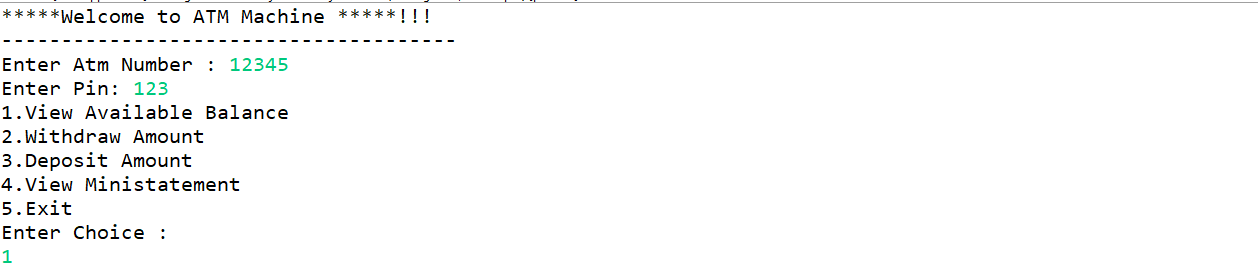 *****Welcome to ATM Machine *****!!!
--------------------------------------
Enter Atm Number : 12345
Enter Pin: 123
1.View Available Balance
2.Withdraw Amount
3.Deposit Amount
4.View Ministatement
5.Exit
Enter Choice :
1